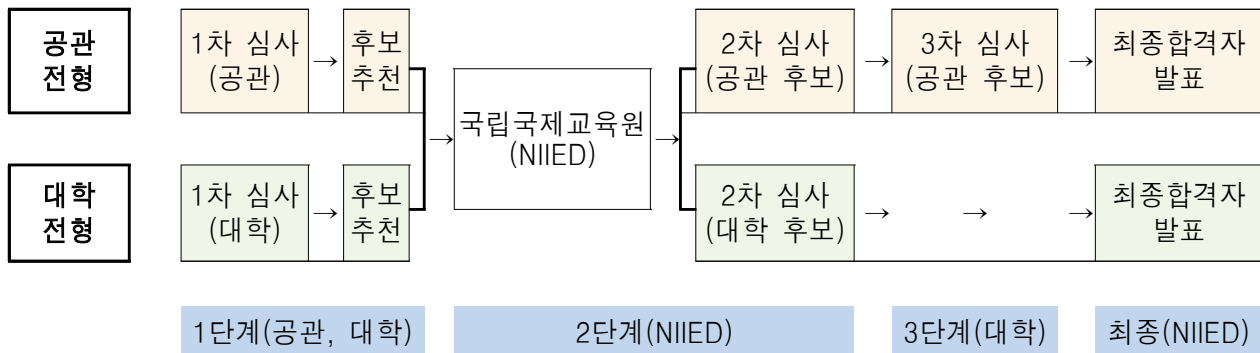 공관
전형
1차 심사
(공관)
→
후보
추천
→
국립국제교육원
(NIIED)
→
2차 심사
(공관 후보)
→
3차 심사
(공관 후보)
→
최종합격자
발표
대학
전형
1차 심사
(대학)
→
후보
추천
2차 심사
(대학 후보)
→
→
→
최종합격자
발표
1단계(공관, 대학)
2단계(NIIED)
3단계(대학)
최종(NIIED)